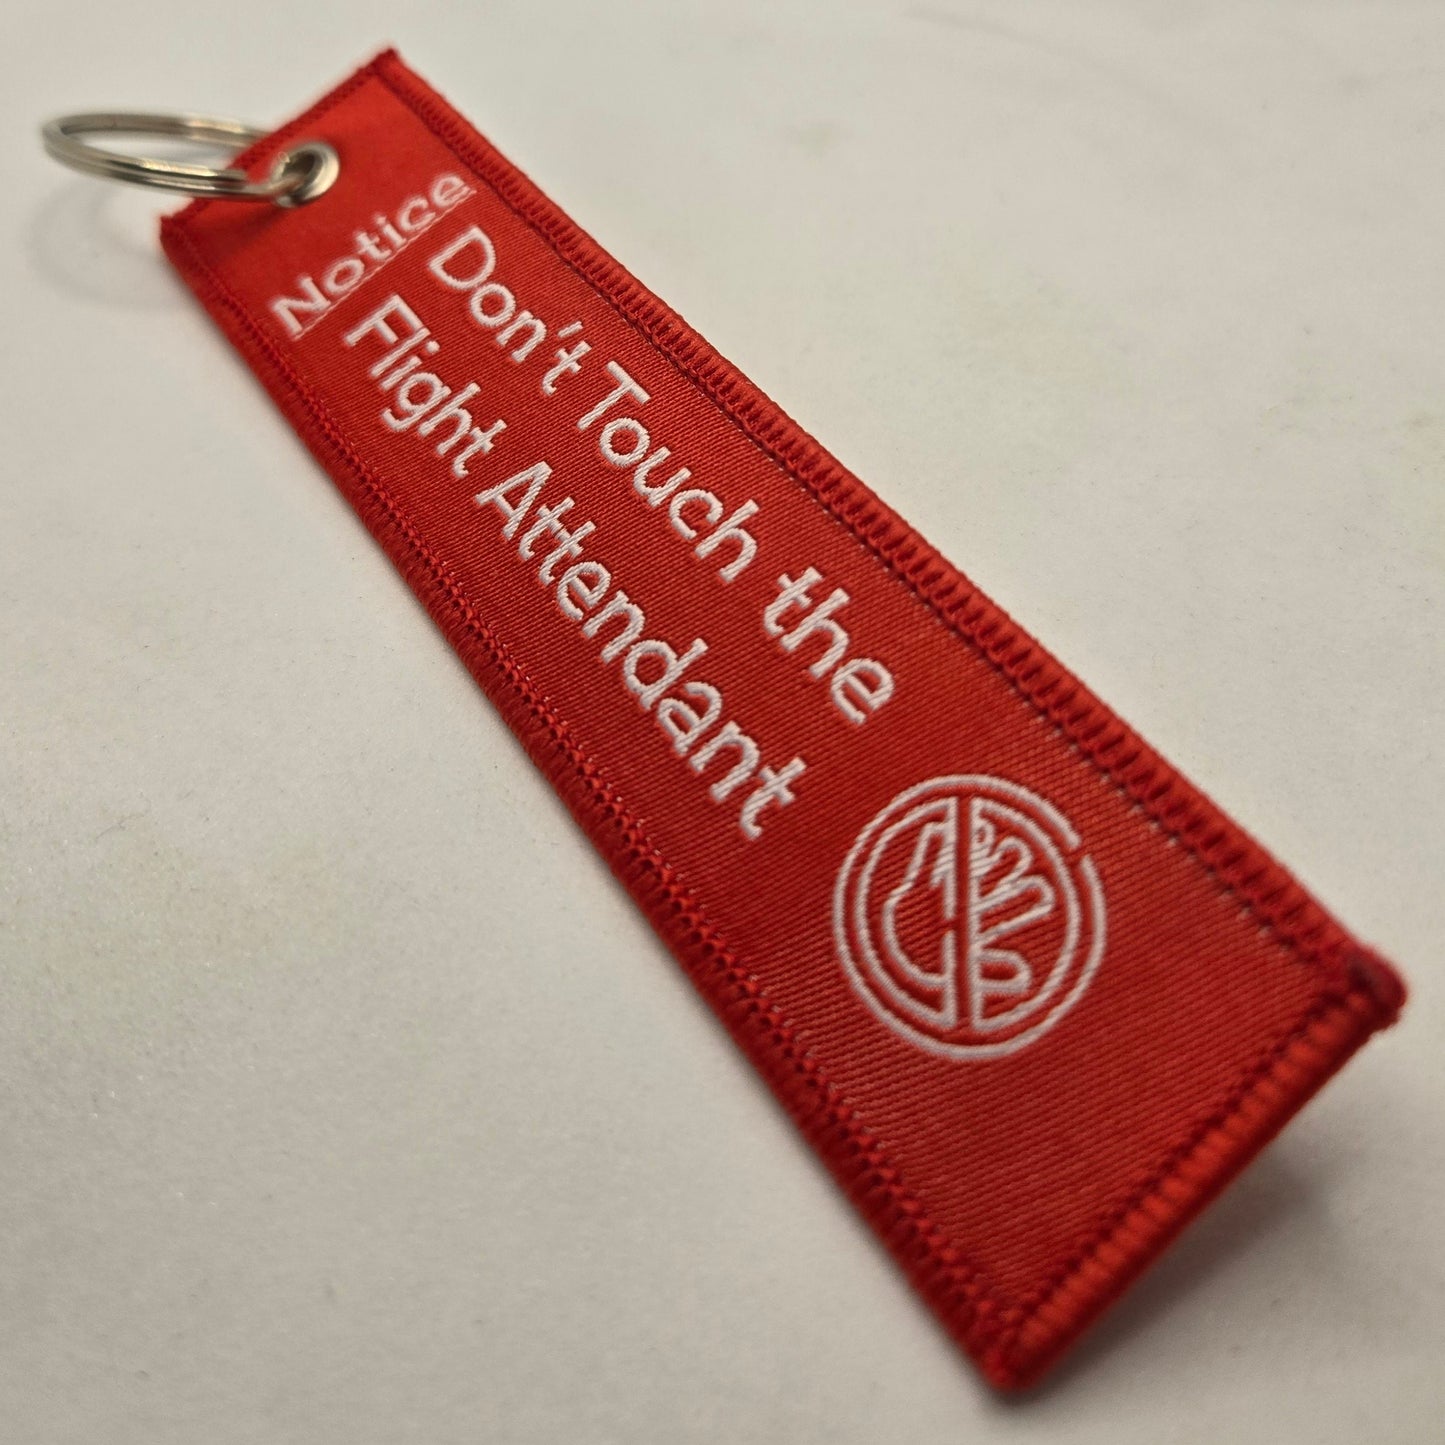 Notice
Don't Touch the
Flight Attendant